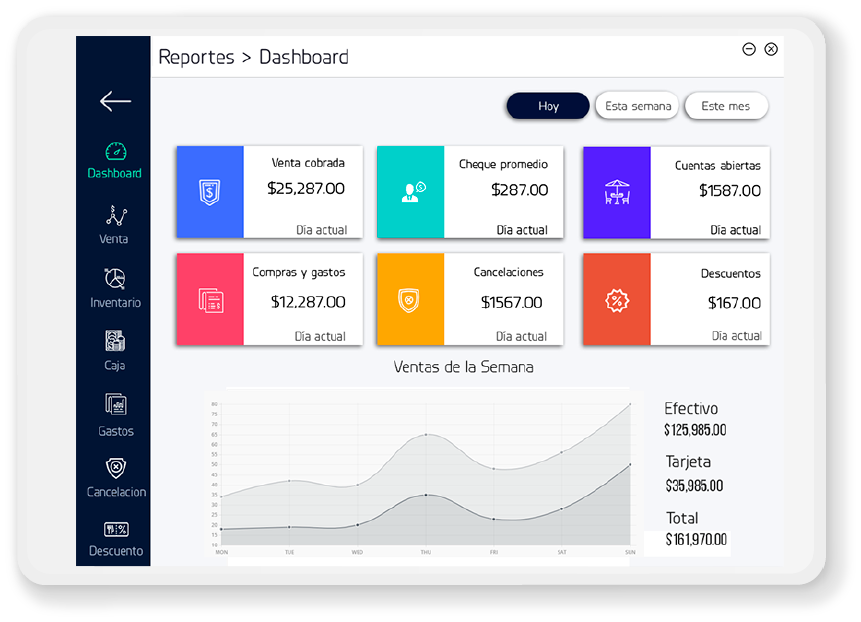 Reportes > Dashboard
Hoy
Esta semana
Este mes
Dashboard
Venta
Inventario
Caja
Gastos
Cancelacion
Descuento
Venta cobrada
$25,287.00
Día actual
Cheque promedio
$287.00
Día actual
Cuentas abiertas
$1587.00
Día actual
Compras y gastos
$12,287.00
Día actual
Cancelaciones
$1567.00
Día actual
Descuentos
$167.00
Día actual
Ventas de la Semana
80
75
70
65
60
55
50
45
40
35
30
25
20
15
10
MON TUE WED THU FRI SAT SUN
Efectivo
$125,985.00
Tarjeta
$35,985.00
Total
$161,970.00